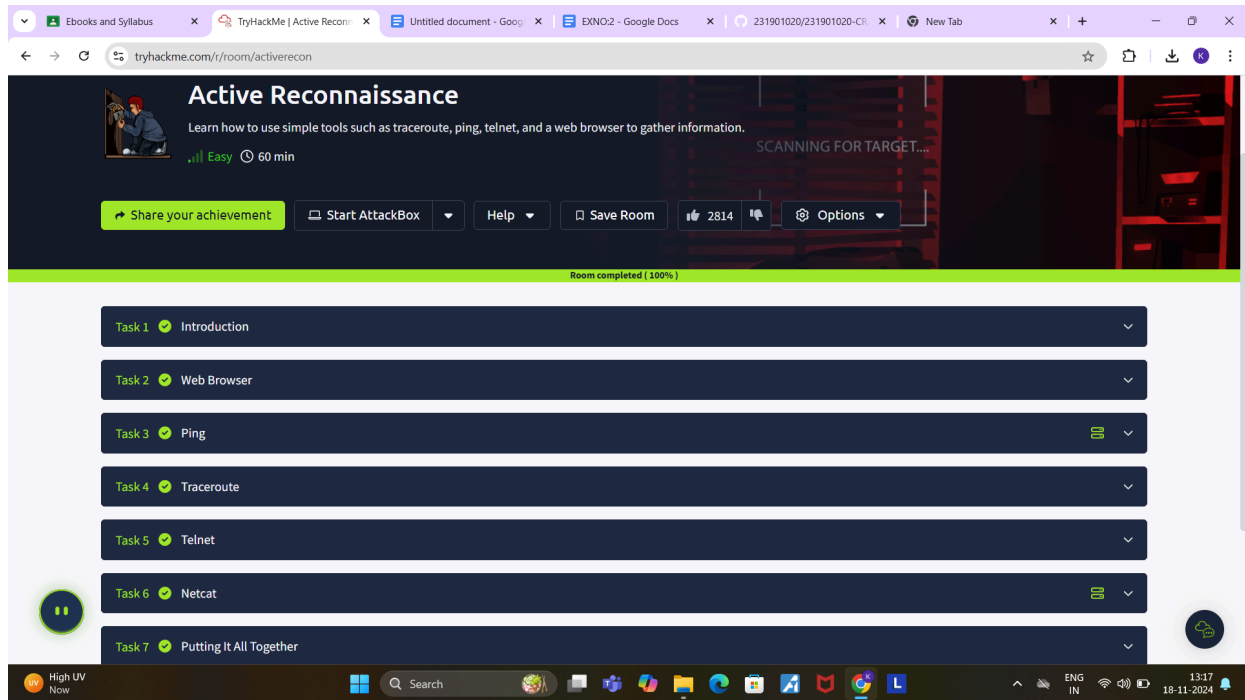 Ebooks and Syllabus
TryHackMe | Active Reconn
Untitled document - Goog
EXNO:2 - Google Docs
231901020/231901020-CR
New Tab
tryhackme.com/r/room/activerecon
K
Active Reconnaissance
Learn how to use simple tools such as traceroute, ping, telnet, and a web browser to gather information.
SCANNING FOR TARGET....
Easy 60 min
Share your achievement
Start AttackBox
Help
Save Room
2814
Options
Room completed ( 100% )
Task 1 Introduction
Task 2 Web Browser
Task 3 Ping
Task 4 Traceroute
Task 5 Telnet
Task 6 Netcat
Task 7 Putting It All Together
UV
High UV
Now
Search
L
ENG
IN
13:17
18-11-2024